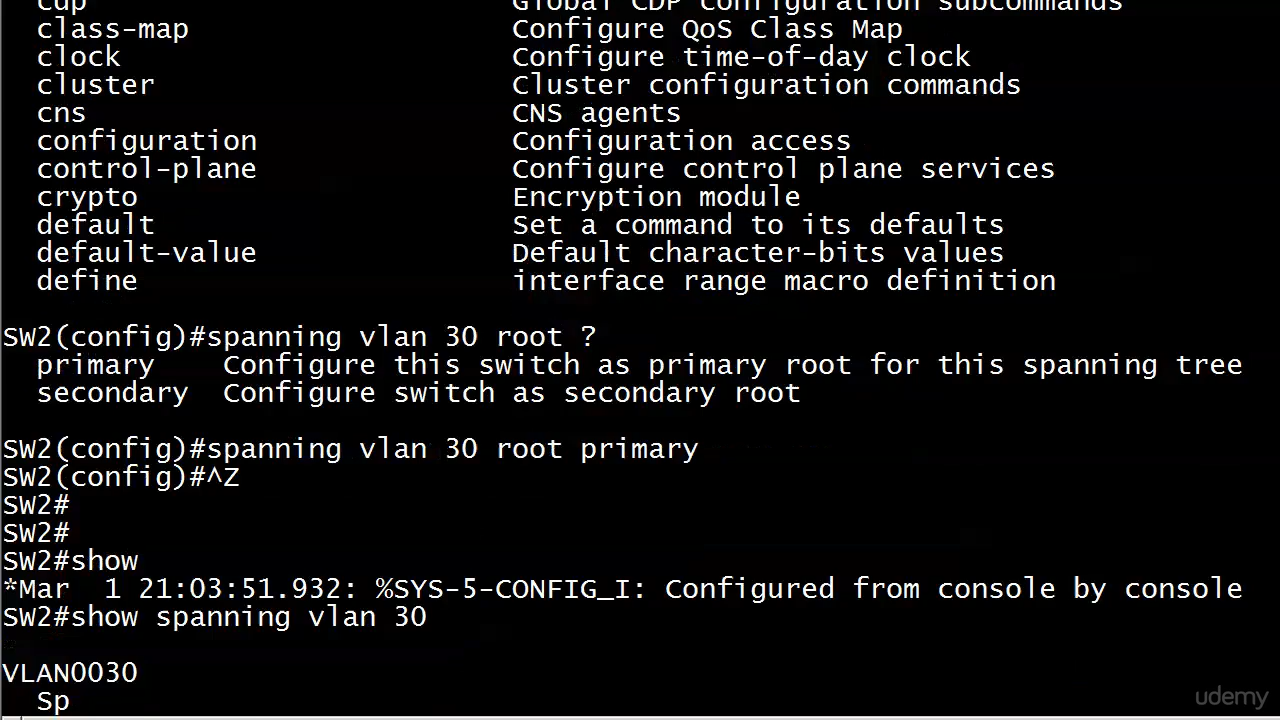 cdp                          Global CDP configuration subcommands
class-map                    Configure QoS Class Map
clock                        Configure time-of-day clock
cluster                      Cluster configuration commands
cns                          CNS agents
configuration                Configuration access
control-plane                Configure control plane services
crypto                       Encryption module
default                      Set a command to its defaults
default-value                Default character-bits values
define                       interface range macro definition
SW2(config)#spanning vlan 30 root ?
primary    Configure this switch as primary root for this spanning tree
secondary  Configure switch as secondary root
SW2(config)#spanning vlan 30 root primary
SW2(config)#^Z
SW2#
SW2#
SW2#show
*Mar  1 21:03:51.932: %SYS-5-CONFIG_I: Configured from console by console
SW2#show spanning vlan 30
VLAN0030
Sp
udemy